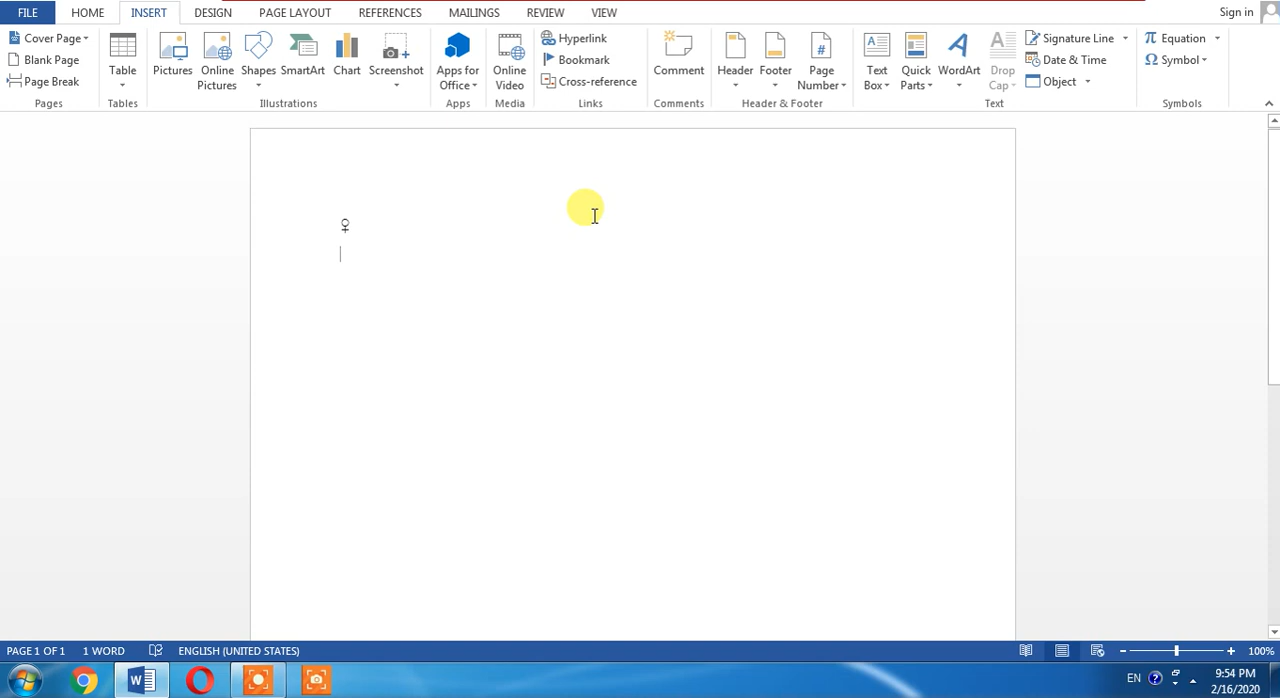 FILE HOME INSERT DESIGN PAGE LAYOUT REFERENCES MAILINGS REVIEW VIEW Sign in
Cover Page
Blank Page
Page Break
Pages
Table
Tables
Pictures
Online
Pictures
Shapes
SmartArt
Chart
Screenshot
Illustrations
Apps for
Office
Apps
Online
Video
Media
Hyperlink
Bookmark
Cross-reference
Links
Comment
Comments
Header
Footer
Page
Number
Header & Footer
Text
Box
Quick
Parts
WordArt
Drop
Cap
Signature Line
Date & Time
Object
Text
π Equation
Ω Symbol
Symbols
♀
PAGE 1 OF 1 1 WORD ENGLISH (UNITED STATES) 100%
EN 9:54 PM
2/16/2020